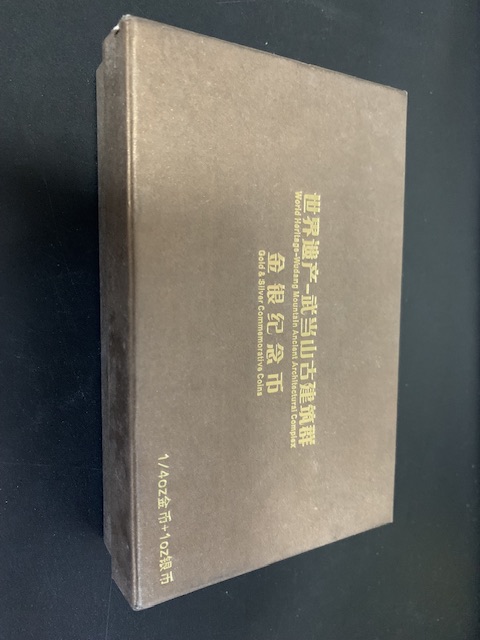 世界遗产-武当山古建筑群
World Heritage-Wudang Mountain Ancient Architectural Complex
金银纪念币
Gold & Silver Commemorative Coins
1/4oz金币+1oz银币